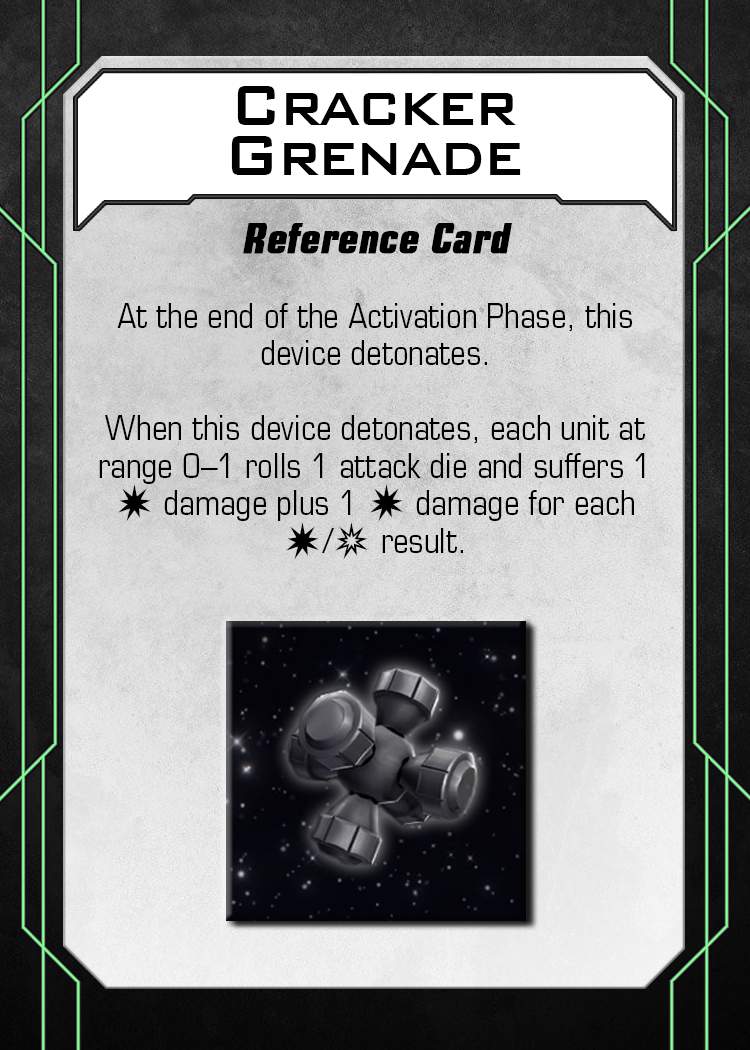 CRACKER
GRENADE
Reference Card
At the end of the Activation Phase, this
device detonates.
When this device detonates, each unit at
range 0–1 rolls 1 attack die and suffers 1
damage plus 1 damage for each
/ result.